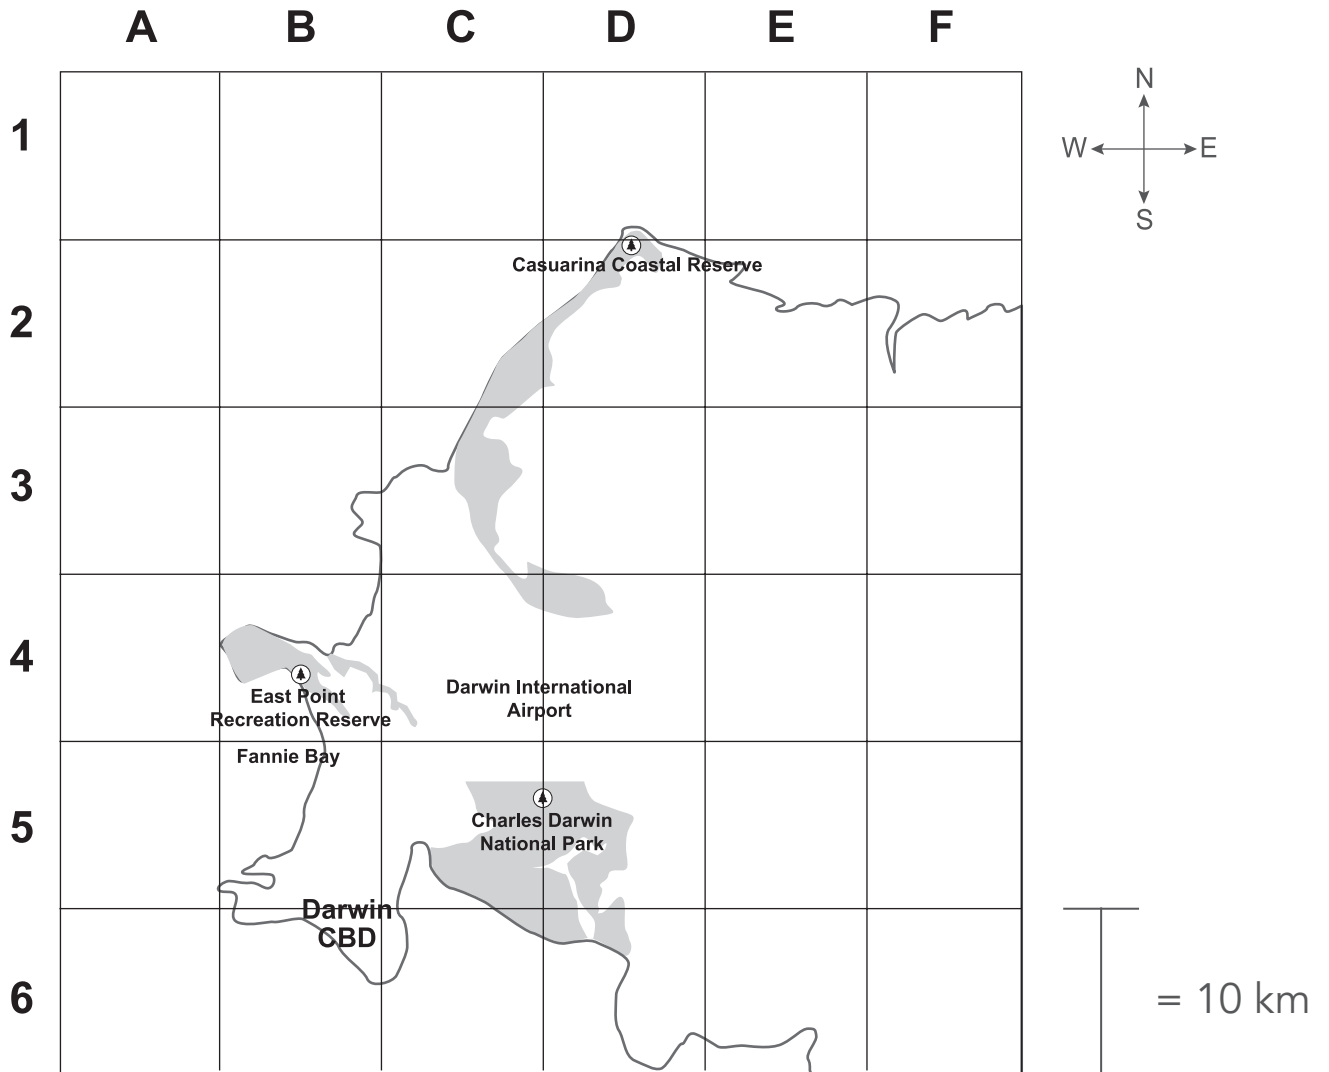 A B C D E F
N
1
W E
S
Casuarina Coastal Reserve
2
3
4
East Point
Recreation Reserve
Darwin International
Airport
Fannie Bay
5
Charles Darwin
National Park
Darwin
CBD
6
= 10 km